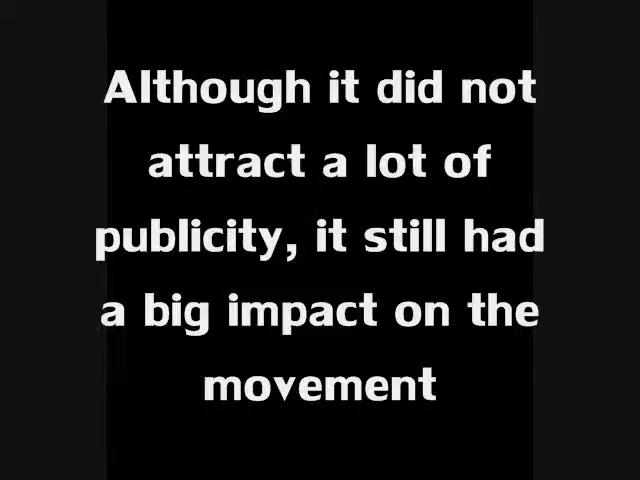 Although it did not
attract a lot of
publicity, it still had
a big impact on the
movement